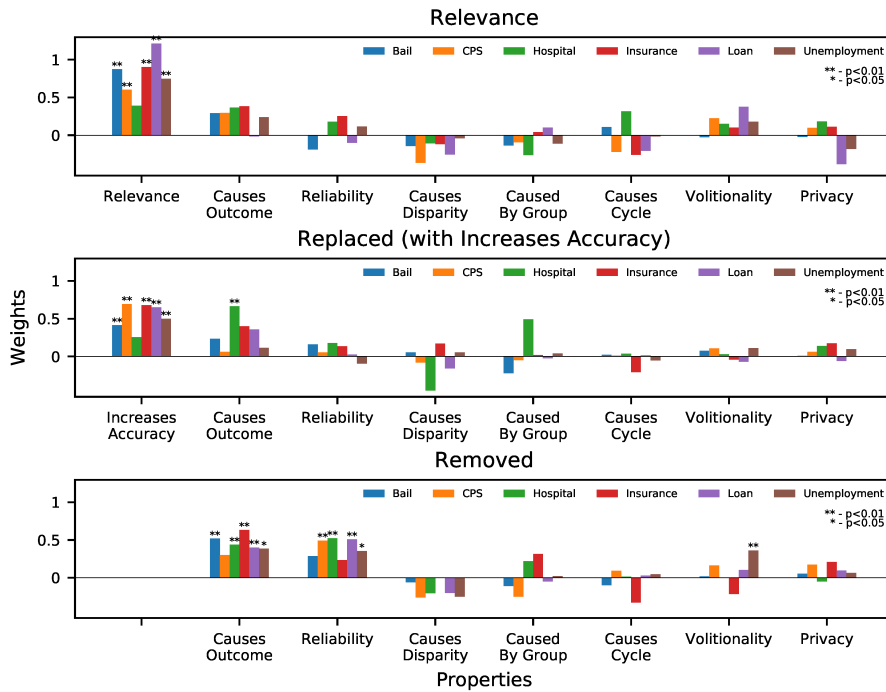 Relevance
Bail CPS Hospital Insurance Loan Unemployment
** - p<0.01
* - p<0.05
1
0.5
0
** ** ** ** **
Relevance Causes Outcome Reliability Causes Disparity Caused By Group Causes Cycle Volitionality Privacy
Replaced (with Increases Accuracy)
Bail CPS Hospital Insurance Loan Unemployment
** - p<0.01
* - p<0.05
1
0.5
0
** ** ** ** ** **
Weights
Increases Accuracy Causes Outcome Reliability Causes Disparity Caused By Group Causes Cycle Volitionality Privacy
Removed
Bail CPS Hospital Insurance Loan Unemployment
** - p<0.01
* - p<0.05
1
0.5
0
** ** ** ** * ** ** ** * **
Causes Outcome Reliability Causes Disparity Caused By Group Causes Cycle Volitionality Privacy
Properties